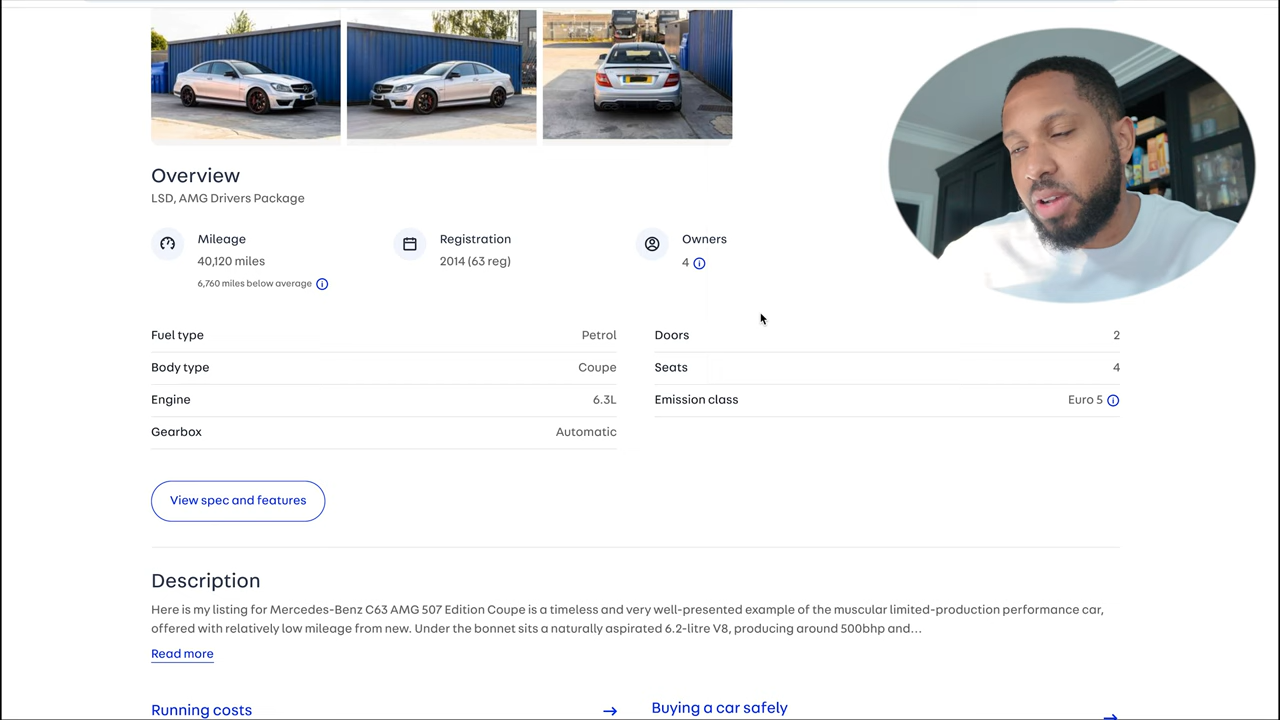 Overview
LSD, AMG Drivers Package
Mileage
40,120 miles
6,760 miles below average
Registration
2014 (63 reg)
Owners
4
Fuel type Petrol
Body type Coupe
Engine 6.3L
Gearbox Automatic
Doors 2
Seats 4
Emission class Euro 5
View spec and features
Description
Here is my listing for Mercedes-Benz C63 AMG 507 Edition Coupe is a timeless and very well-presented example of the muscular limited-production performance car,
offered with relatively low mileage from new. Under the bonnet sits a naturally aspirated 6.2-litre V8, producing around 500bhp and…
Read more
Running costs
Buying a car safely